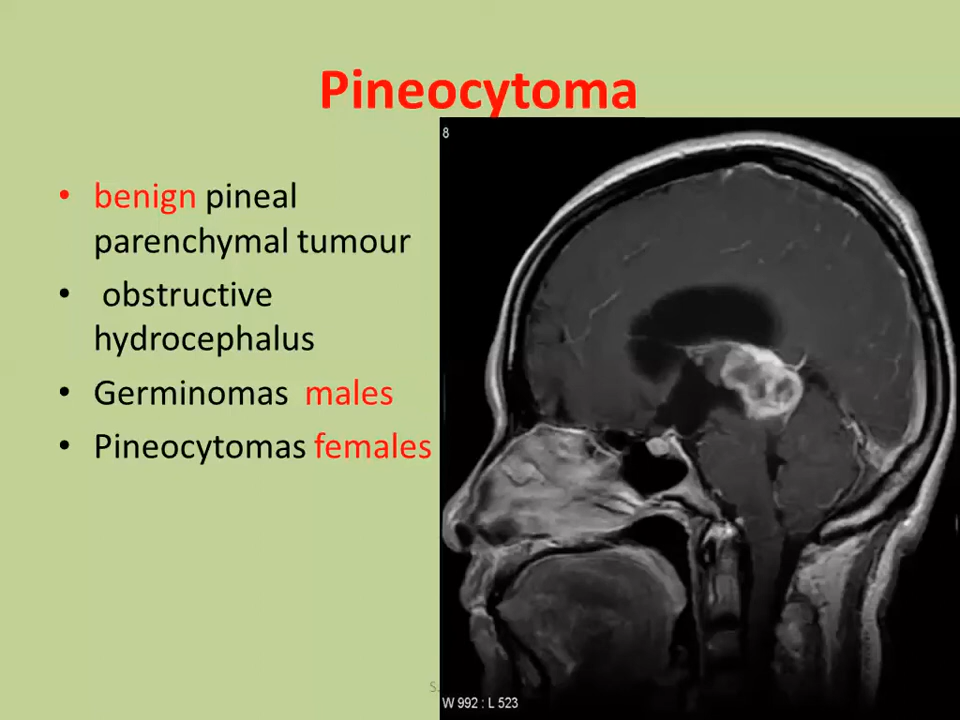 Pineocytoma
8
• benign pineal
parenchymal tumour
• obstructive
hydrocephalus
• Germinomas males
• Pineocytomas females
S.
W 992 : L 523